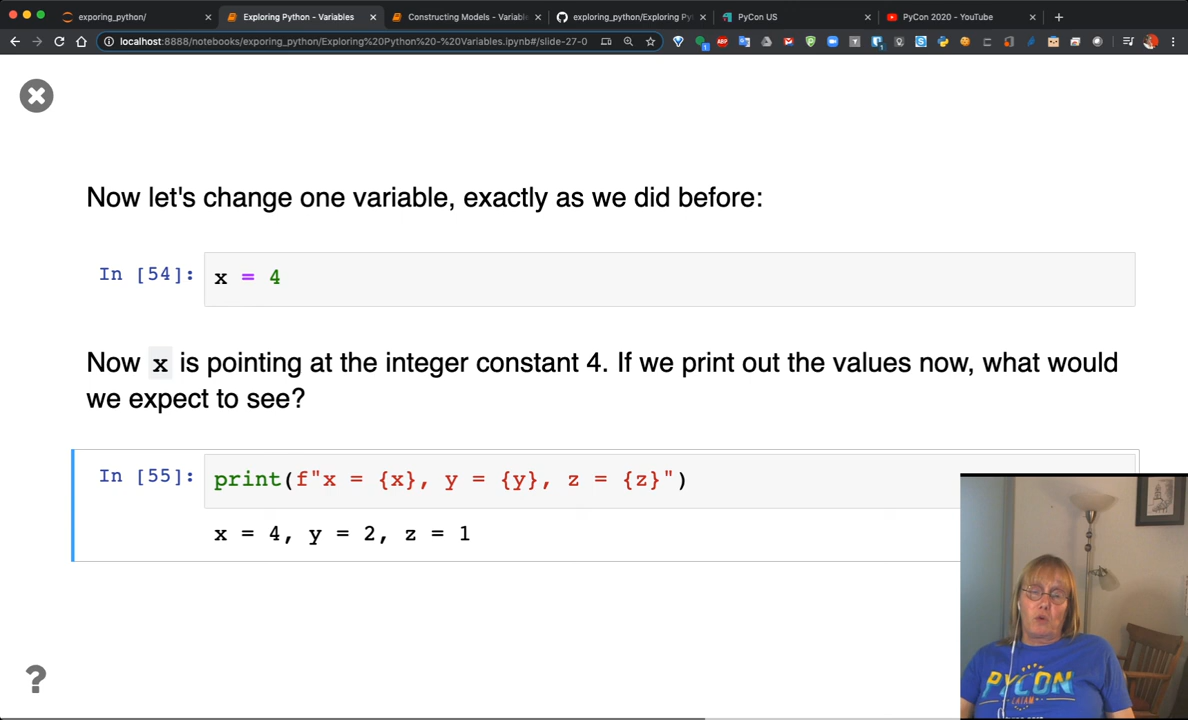 exploring_python/
Exploring Python - Variables
Constructing Models - Variabl
exploring_python/Exploring Py
PyCon US
PyCon 2020 - YouTube
localhost:8888/notebooks/exporing_python/Exploring%20Python%20-%20Variables.ipynb#/slide-27-0
Now let's change one variable, exactly as we did before:
In [54]: x = 4
Now x is pointing at the integer constant 4. If we print out the values now, what would
we expect to see?
In [55]: print(f"x = {x}, y = {y}, z = {z}")
x = 4, y = 2, z = 1
?
PYCON
LATAM